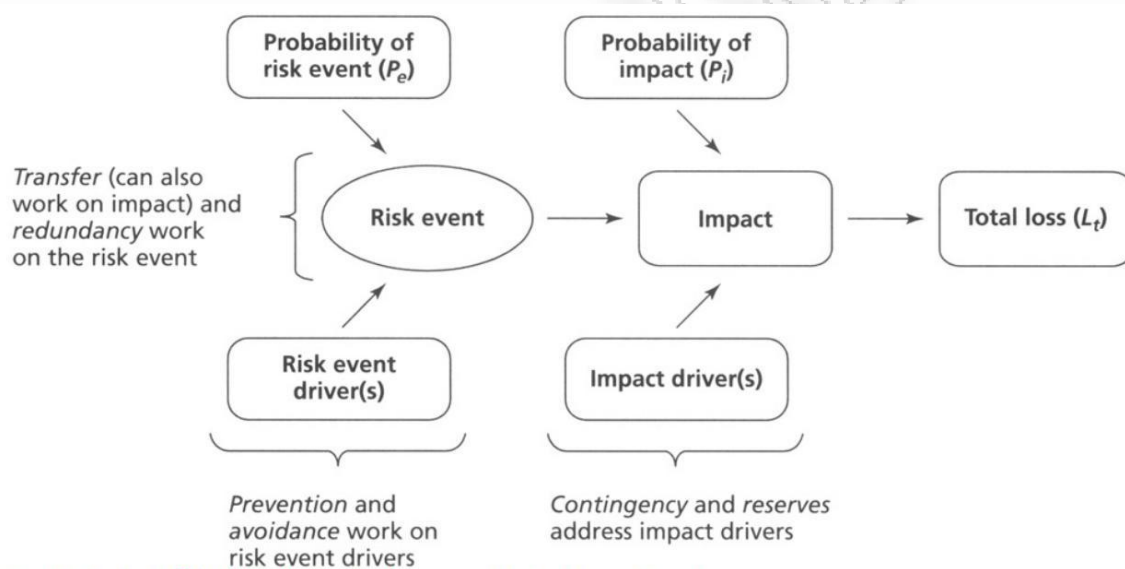 Probability of
risk event (Pe)
Probability of
impact (Pi)
Transfer (can also
work on impact) and
redundancy work
on the risk event
Risk event
Impact
Total loss (Lt)
Risk event
driver(s)
Impact driver(s)
Prevention and
avoidance work on
risk event drivers
Contingency and reserves
address impact drivers